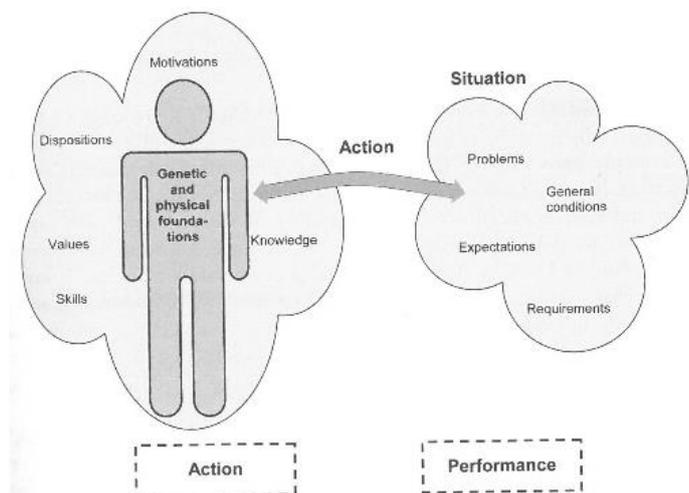 Motivations
Situation
Dispositions
Action
Problems
Genetic
and
physical
founda-
tions
General
conditions
Values
Knowledge
Expectations
Skills
Requirements
Action
Performance